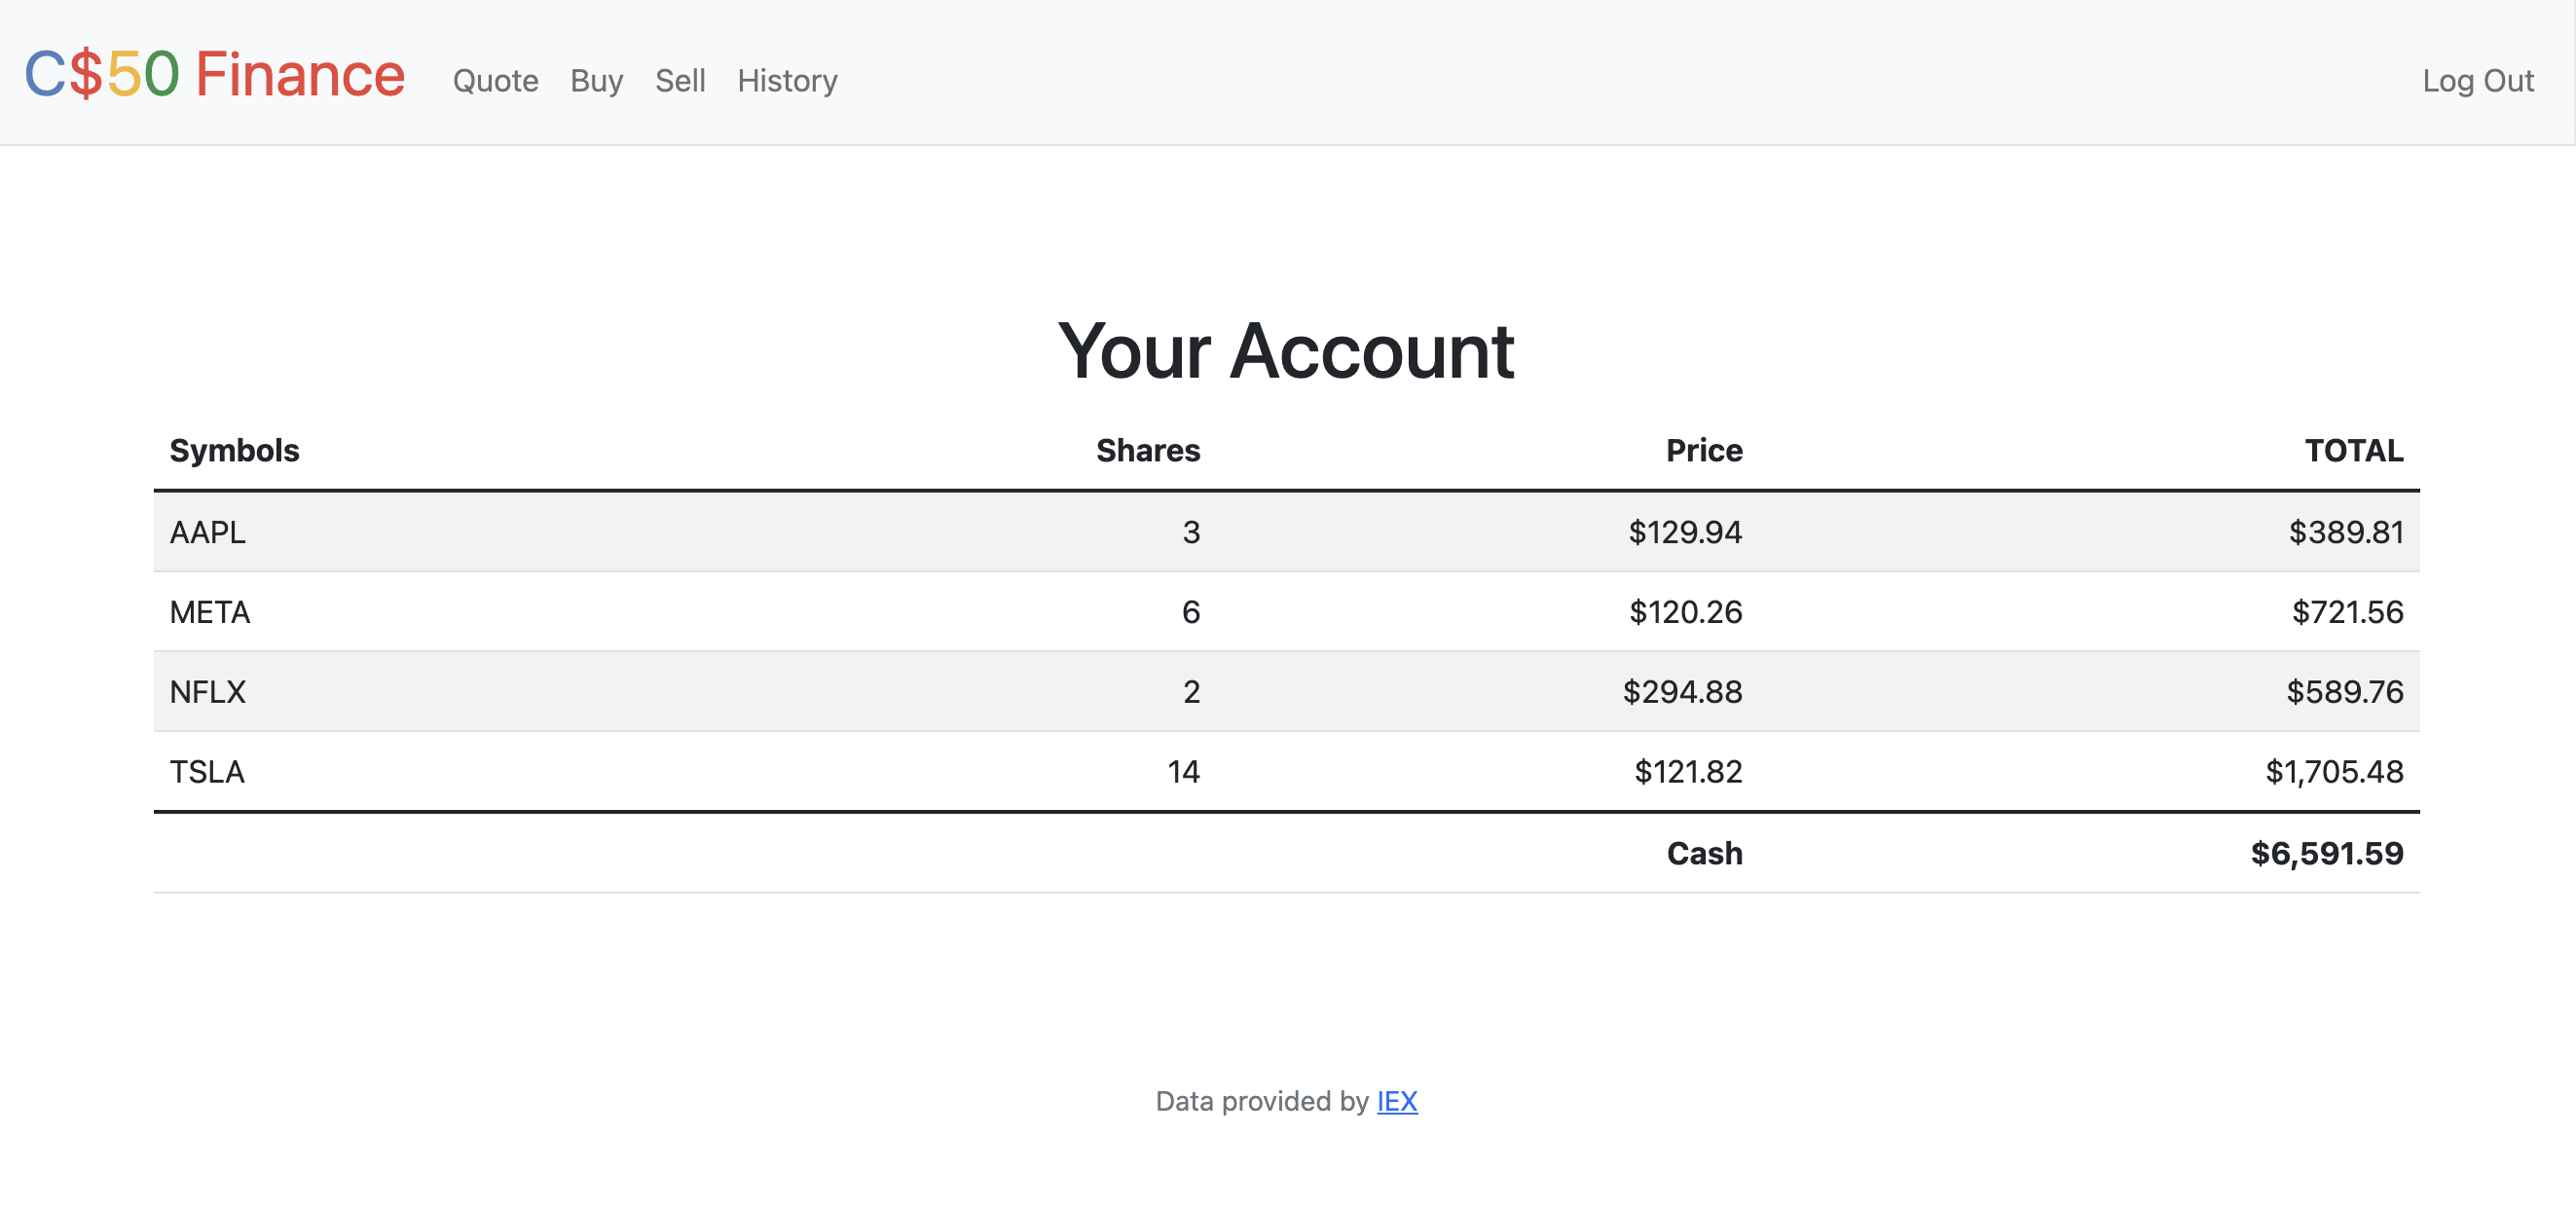 C$50 Finance Quote Buy Sell History Log Out
Your Account
Symbols Shares Price TOTAL
AAPL 3 $129.94 $389.81
META 6 $120.26 $721.56
NFLX 2 $294.88 $589.76
TSLA 14 $121.82 $1,705.48
Cash $6,591.59
Data provided by IEX